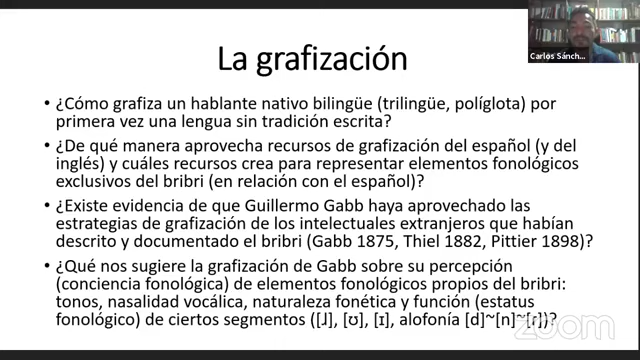 Carlos Sánch...
La grafización
• ¿Cómo grafiza un hablante nativo bilingüe (trilingüe, políglota) por
primera vez una lengua sin tradición escrita?
• ¿De qué manera aprovecha recursos de grafización del español (y del
inglés) y cuáles recursos crea para representar elementos fonológicos
exclusivos del bribri (en relación con el español)?
• ¿Existe evidencia de que Guillermo Gabb haya aprovechado las
estrategias de grafización de los intelectuales extranjeros que habían
descrito y documentado el bribri (Gabb 1875, Thiel 1882, Pittier 1898)?
• ¿Qué nos sugiere la grafización de Gabb sobre su percepción
(conciencia fonológica) de elementos fonológicos propios del bribri:
tonos, nasalidad vocálica, naturaleza fonética y función (estatus
fonológico) de ciertos segmentos ([ɺ], [ʊ], [ɪ], alofonía [d]~[n]~[ɾ])?
zoom